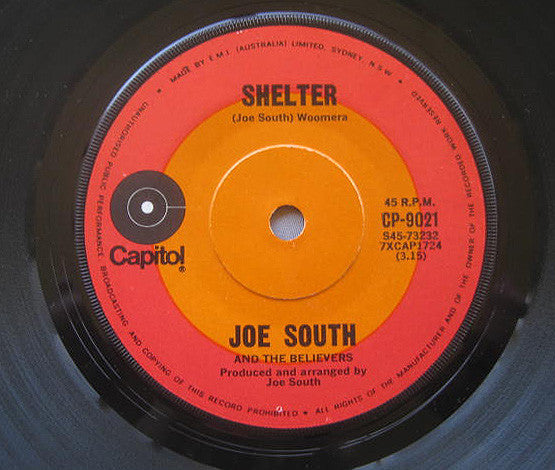 • MADE BY E M I (AUSTRALIA) LIMITED, SYDNEY, N·S·W •
SHELTER
(Joe South) Woomera
45 R.P.M.
CP-9021
S45-73232
7XCAP1724
(3.15)
Capitol®
JOE SOUTH
AND THE BELIEVERS
Produced and arranged by
Joe South
UNAUTHORISED PUBLIC PERFORMANCE, BROADCASTING AND COPYING OF THIS RECORD PROHIBITED • ALL RIGHTS OF THE MANUFACTURER AND OF THE OWNER OF THE RECORDED WORK RESERVED